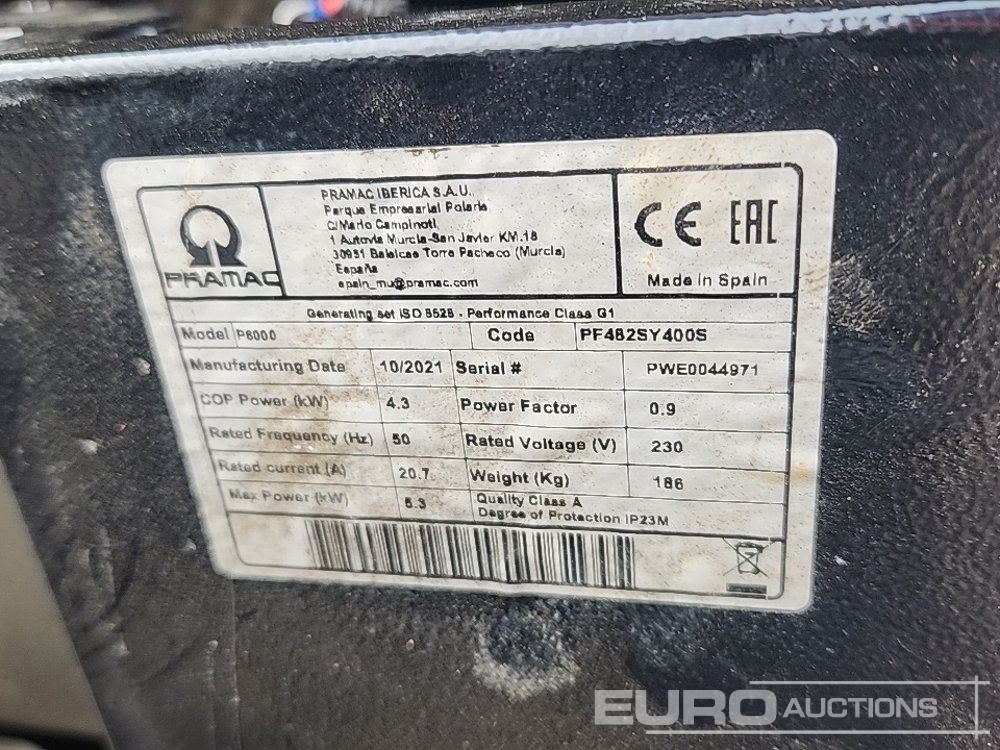 PRAMAC
PRAMAC IBERICA S.A.U.
Parque Empresarial Polaris
C/Mario Campinoti,
1 Autovia Murcia-San Javier KM.18
30591 Balsicas Torre Pacheco (Murcia)
España
spain_mu@pramac.com
CE EAC
Made in Spain
Generating set ISO 8528 - Performance Class G1
Model P6000 Code PF482SY400S
Manufacturing Date 10/2021 Serial # PWE0044971
COP Power (kW) 4.3 Power Factor 0.9
Rated Frequency (Hz) 50 Rated Voltage (V) 230
Rated current (A) 20.7 Weight (Kg) 186
Max Power (kW) 5.3 Quality Class A
Degree of Protection IP23M
EURO AUCTIONS